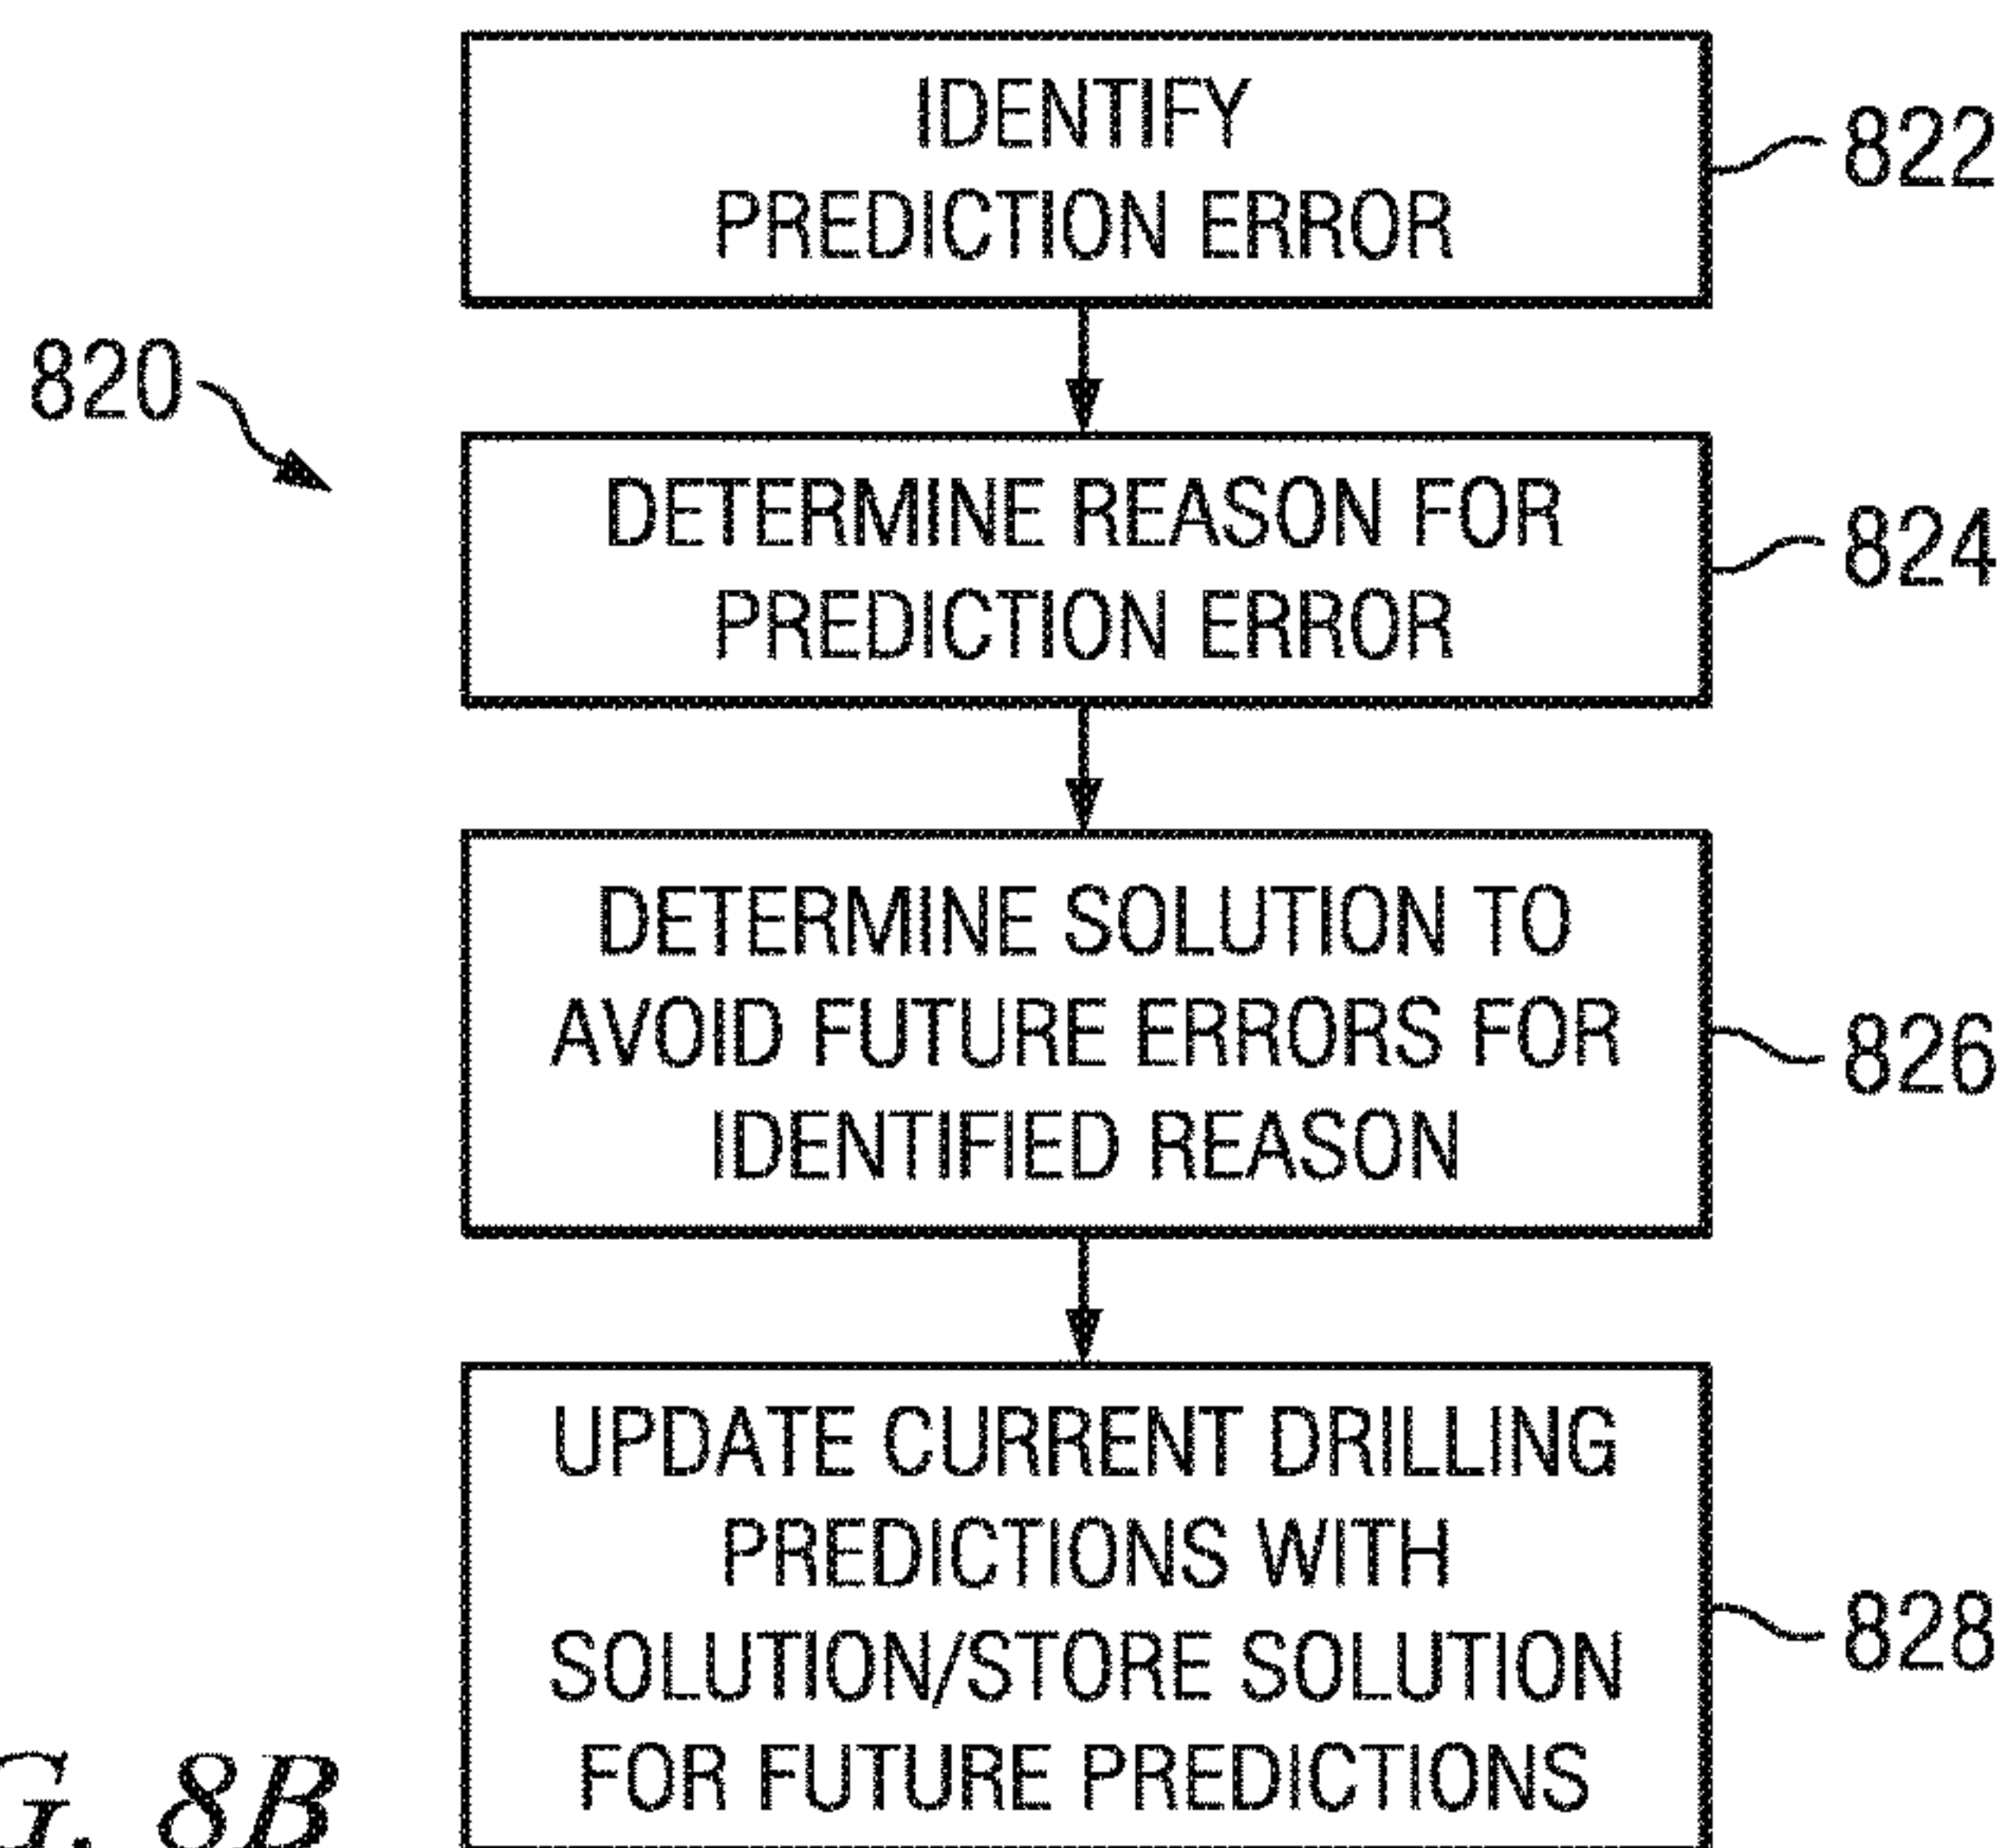 IDENTIFY
PREDICTION ERROR
822
820
DETERMINE REASON FOR
PREDICTION ERROR
824
DETERMINE SOLUTION TO
AVOID FUTURE ERRORS FOR
IDENTIFIED REASON
826
UPDATE CURRENT DRILLING
PREDICTIONS WITH
SOLUTION/STORE SOLUTION
FOR FUTURE PREDICTIONS
828
G. 8B